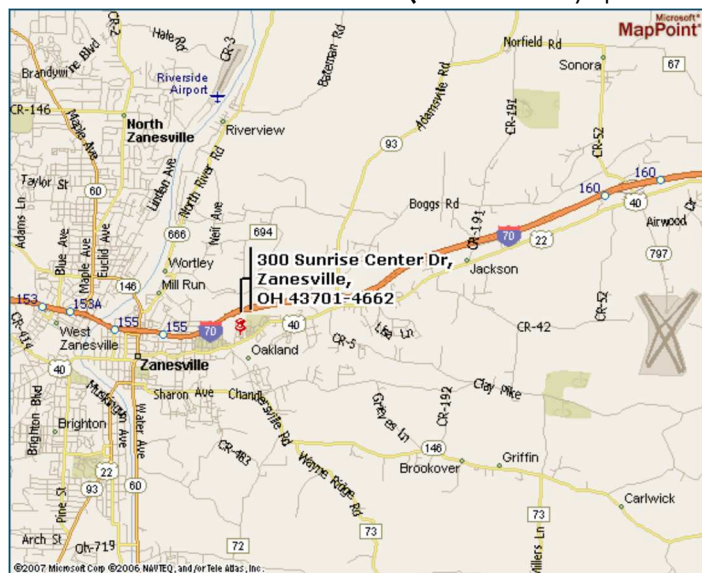 Microsoft®
MapPoint®
Hale Rd
CR-2
CR-3
Bateman Rd
Norfield Rd
Sonora
67
Brandywine Blvd
Riverside
Airport
Adamsville Rd
CR-191
CR-52
CR-146
North
Zanesville
Riverview
93
Maple Ave
Linden Ave
North River Rd
160
160
Taylor St
60
Boggs Rd
40
Adams Ln
Neil Ave
694
CR-191
70
22
Airwood Dr
Blue Ave
Maple Ave
Euclid Ave
666
797
Wortley
Jackson
146
Mill Run
300 Sunrise Center Dr,
Zanesville,
OH 43701-4662
153
153A
155
155
70
40
CR-52
CR-414
West
Zanesville
Lisa Ln
CR-42
CR-5
Oakland
40
Zanesville
Clay Pike
Muskingum Ave
Water Ave
Sharon Ave
Chandlersville Rd
CR-192
Brighton Blvd
Brighton
Grieves Ln
CR-483
146
Wayne Ridge Rd
Brookover
Griffin
22
93
60
Carlwick
Pine St
73
73
Millers Ln
Arch St
Oh-719
72
©2007 Microsoft Corp ©2006 NAVTEQ, and/or Tele Atlas, Inc.